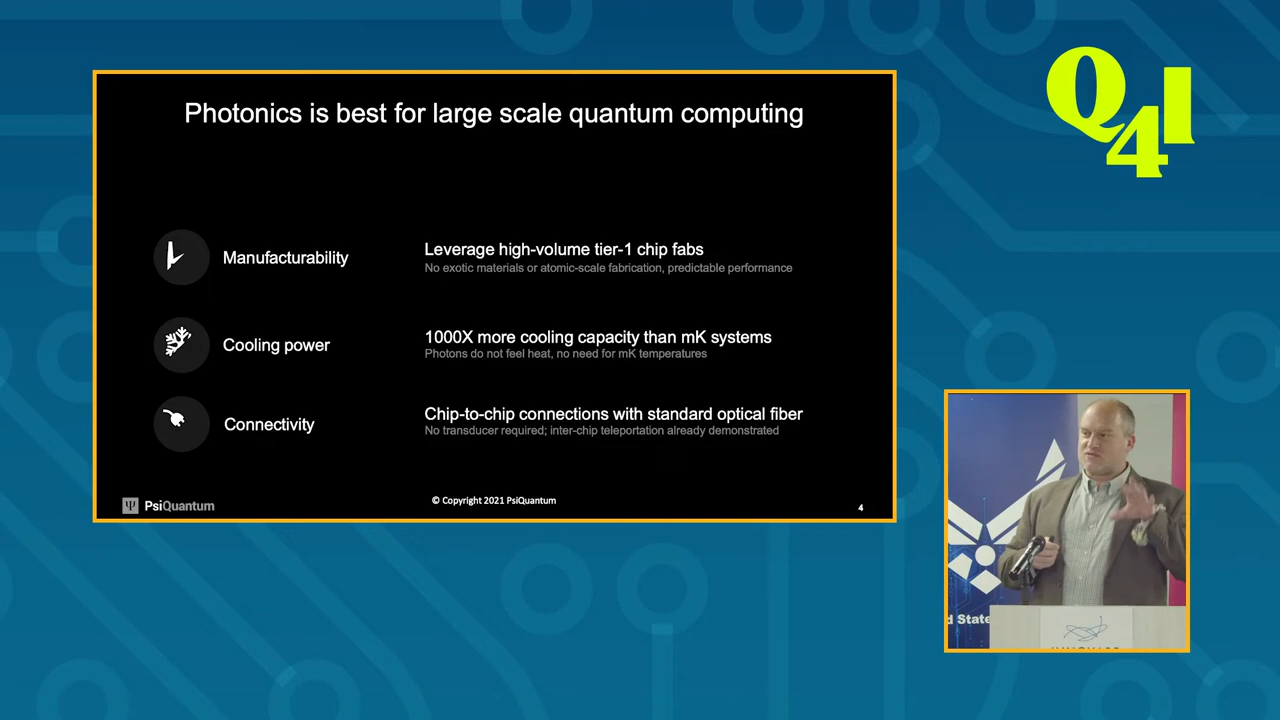 Photonics is best for large scale quantum computing
Q4I
Manufacturability
Leverage high-volume tier-1 chip fabs
No exotic materials or atomic-scale fabrication, predictable performance
Cooling power
1000X more cooling capacity than mK systems
Photons do not feel heat, no need for mK temperatures
Connectivity
Chip-to-chip connections with standard optical fiber
No transducer required; inter-chip teleportation already demonstrated
Ψ PsiQuantum
© Copyright 2021 PsiQuantum
4
d State